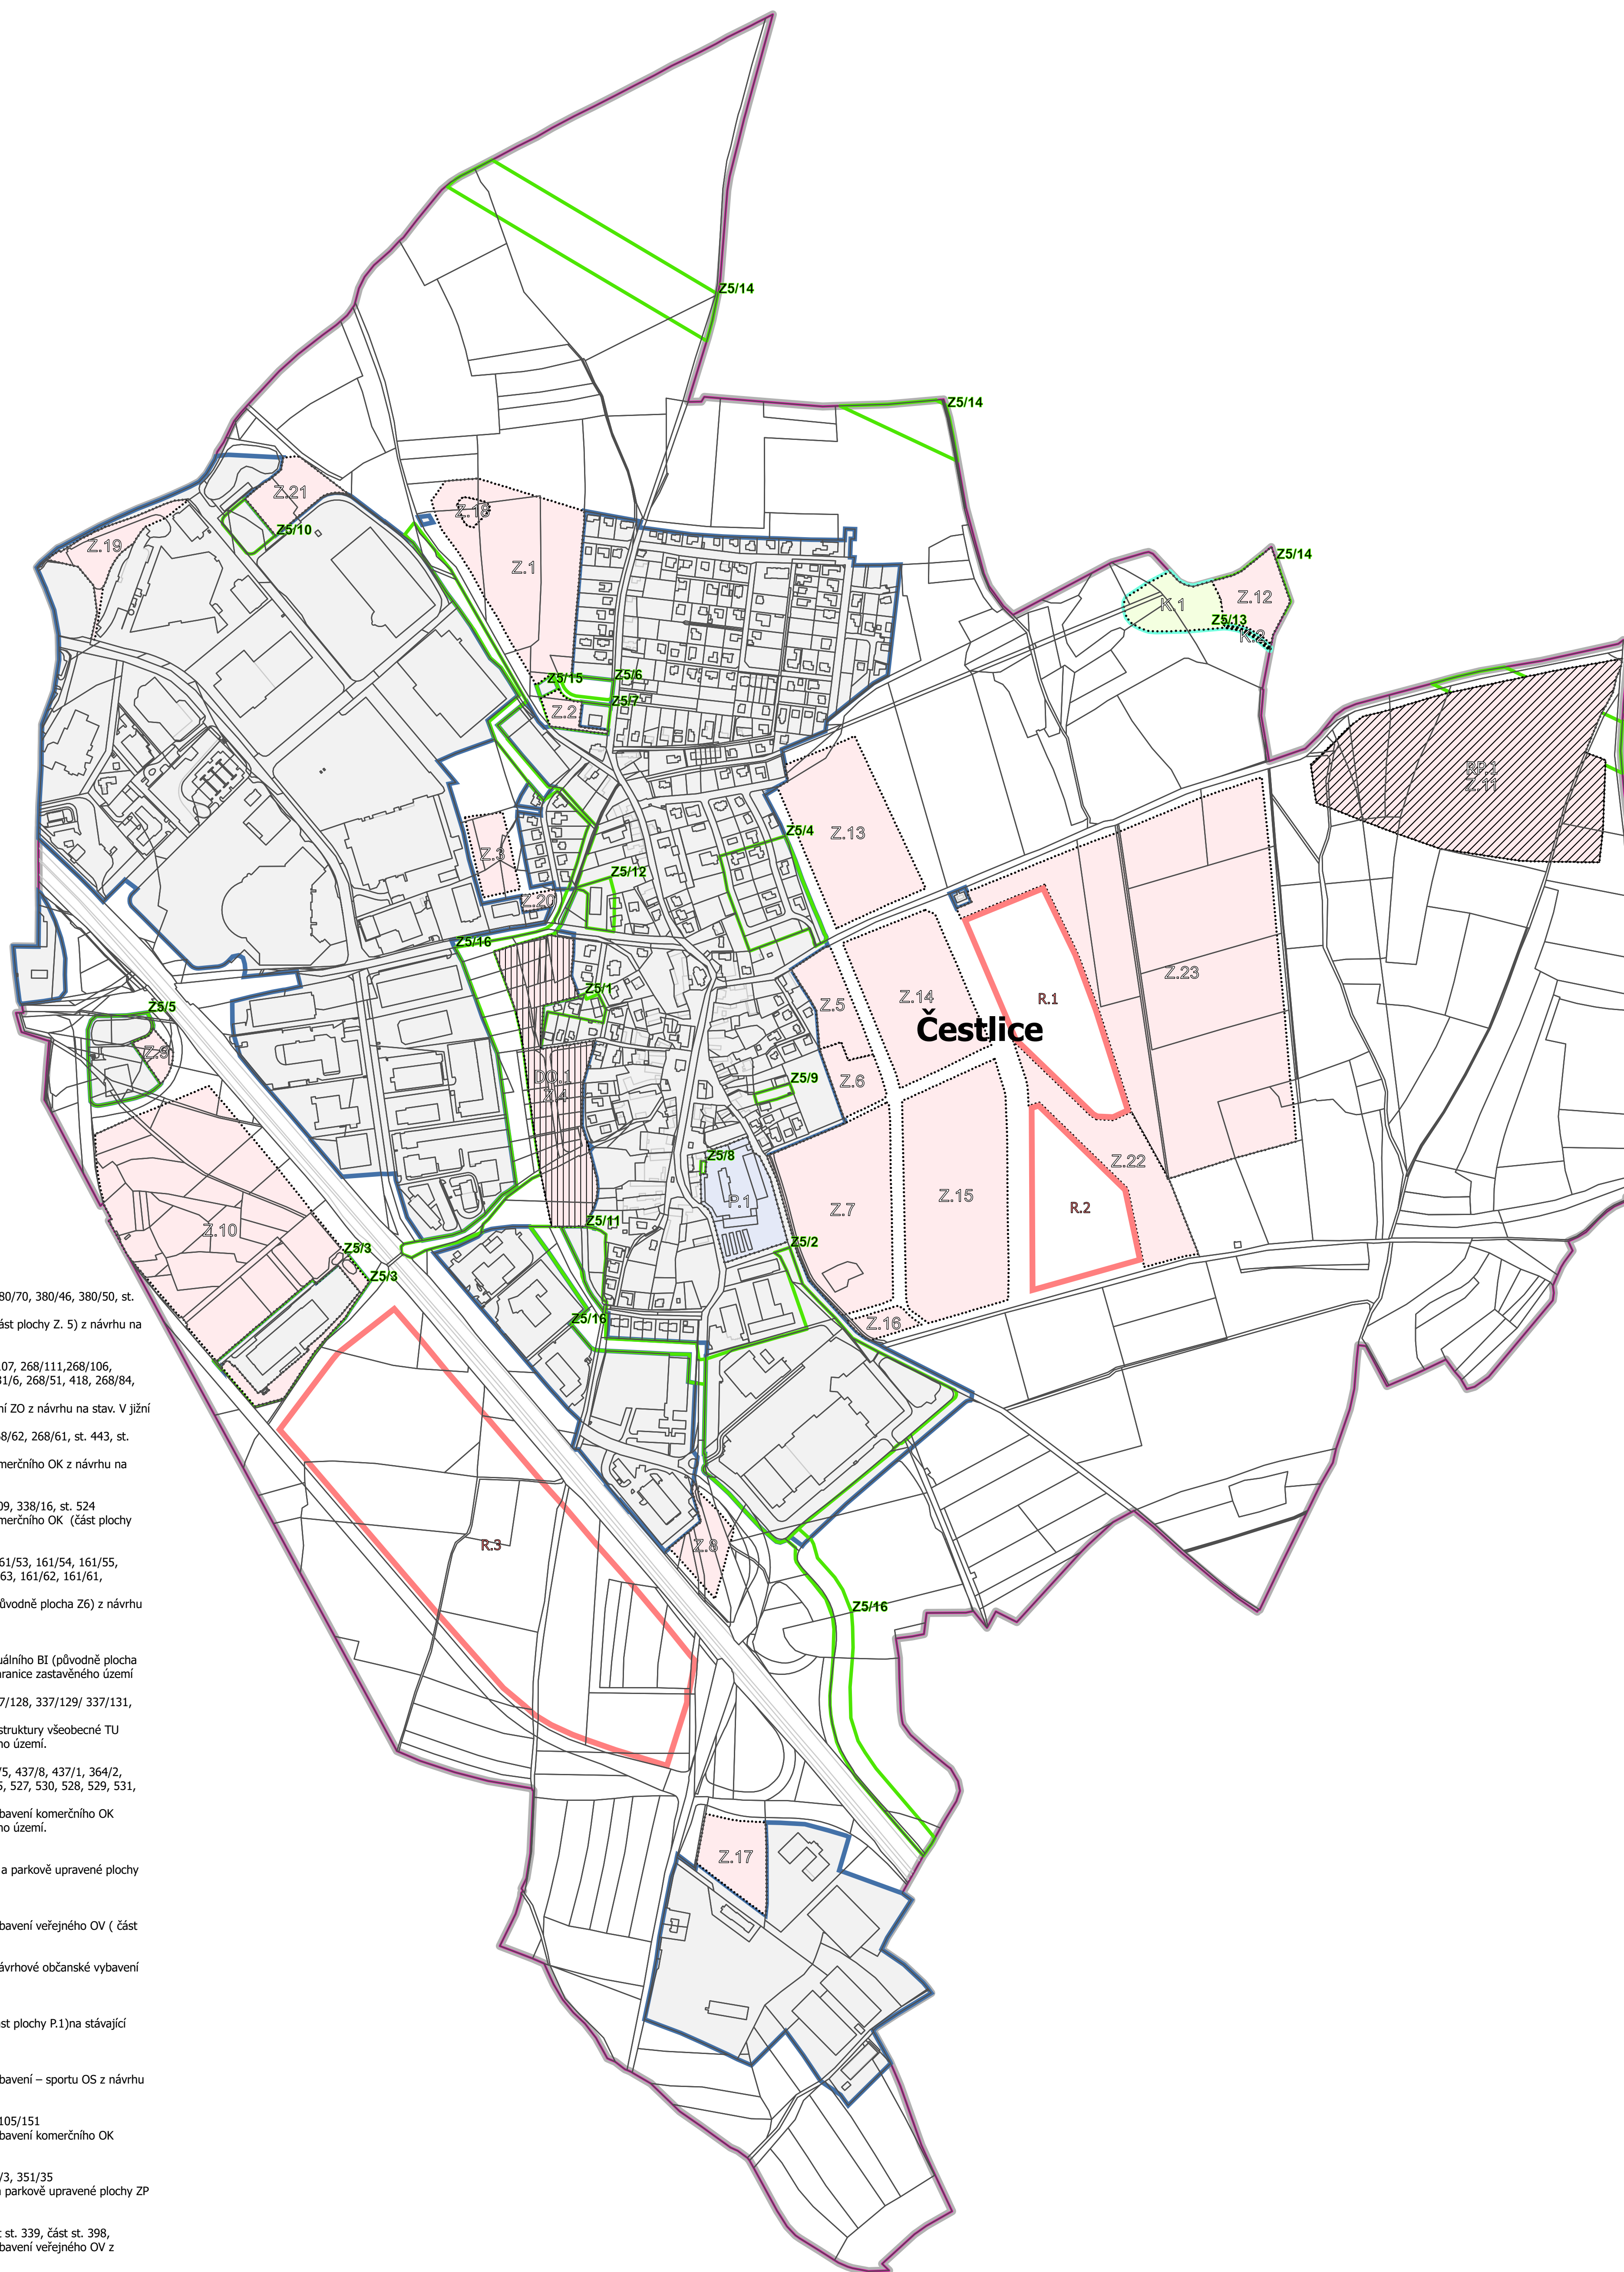 Z5/14
Z5/14
Z.21
Z.18
Z5/10
Z.19
Z.1
Z5/14
K.1
Z.12
Z5/13
K.2
Z5/15
Z5/6
Z5/7
Z.2
RP.1
Z.11
Z5/4
Z.13
Z.3
Z5/12
Z.20
Z5/16
Z.23
Z5/1
Z.14
R.1
Z.5
Čestlice
Z5/5
Z.9
DO.1
Z.4
Z5/9
Z.6
Z5/8
Z.22
P.1
Z.15
Z.7
R.2
Z.10
Z5/11
Z5/2
Z5/3
Z5/3
Z5/16
Z.16
R.3
Z.8
Z5/16
Z.17
80/70, 380/46, 380/50, st.
ást plochy Z. 5) z návrhu na
07, 268/111,268/106,
31/6, 268/51, 418, 268/84,
ní ZO z návrhu na stav. V jižní
58/62, 268/61, st. 443, st.
merčního OK z návrhu na
09, 338/16, st. 524
merčního OK  (část plochy
161/53, 161/54, 161/55,
/63, 161/62, 161/61,
původně plocha Z6) z návrhu
uálního BI (původně plocha
hranice zastavěného území
7/128, 337/129/ 337/131,
astruktury všeobecné TU
ho území.
/5, 437/8, 437/1, 364/2,
5, 527, 530, 528, 529, 531,
bavení komerčního OK
ho území.
a parkově upravené plochy
bavení veřejného OV ( část
návrhové občanské vybavení
st plochy P.1)na stávající
bavení – sportu OS z návrhu
105/151
bavení komerčního OK
/3, 351/35
a parkově upravené plochy ZP
t st. 339, část st. 398,
bavení veřejného OV z